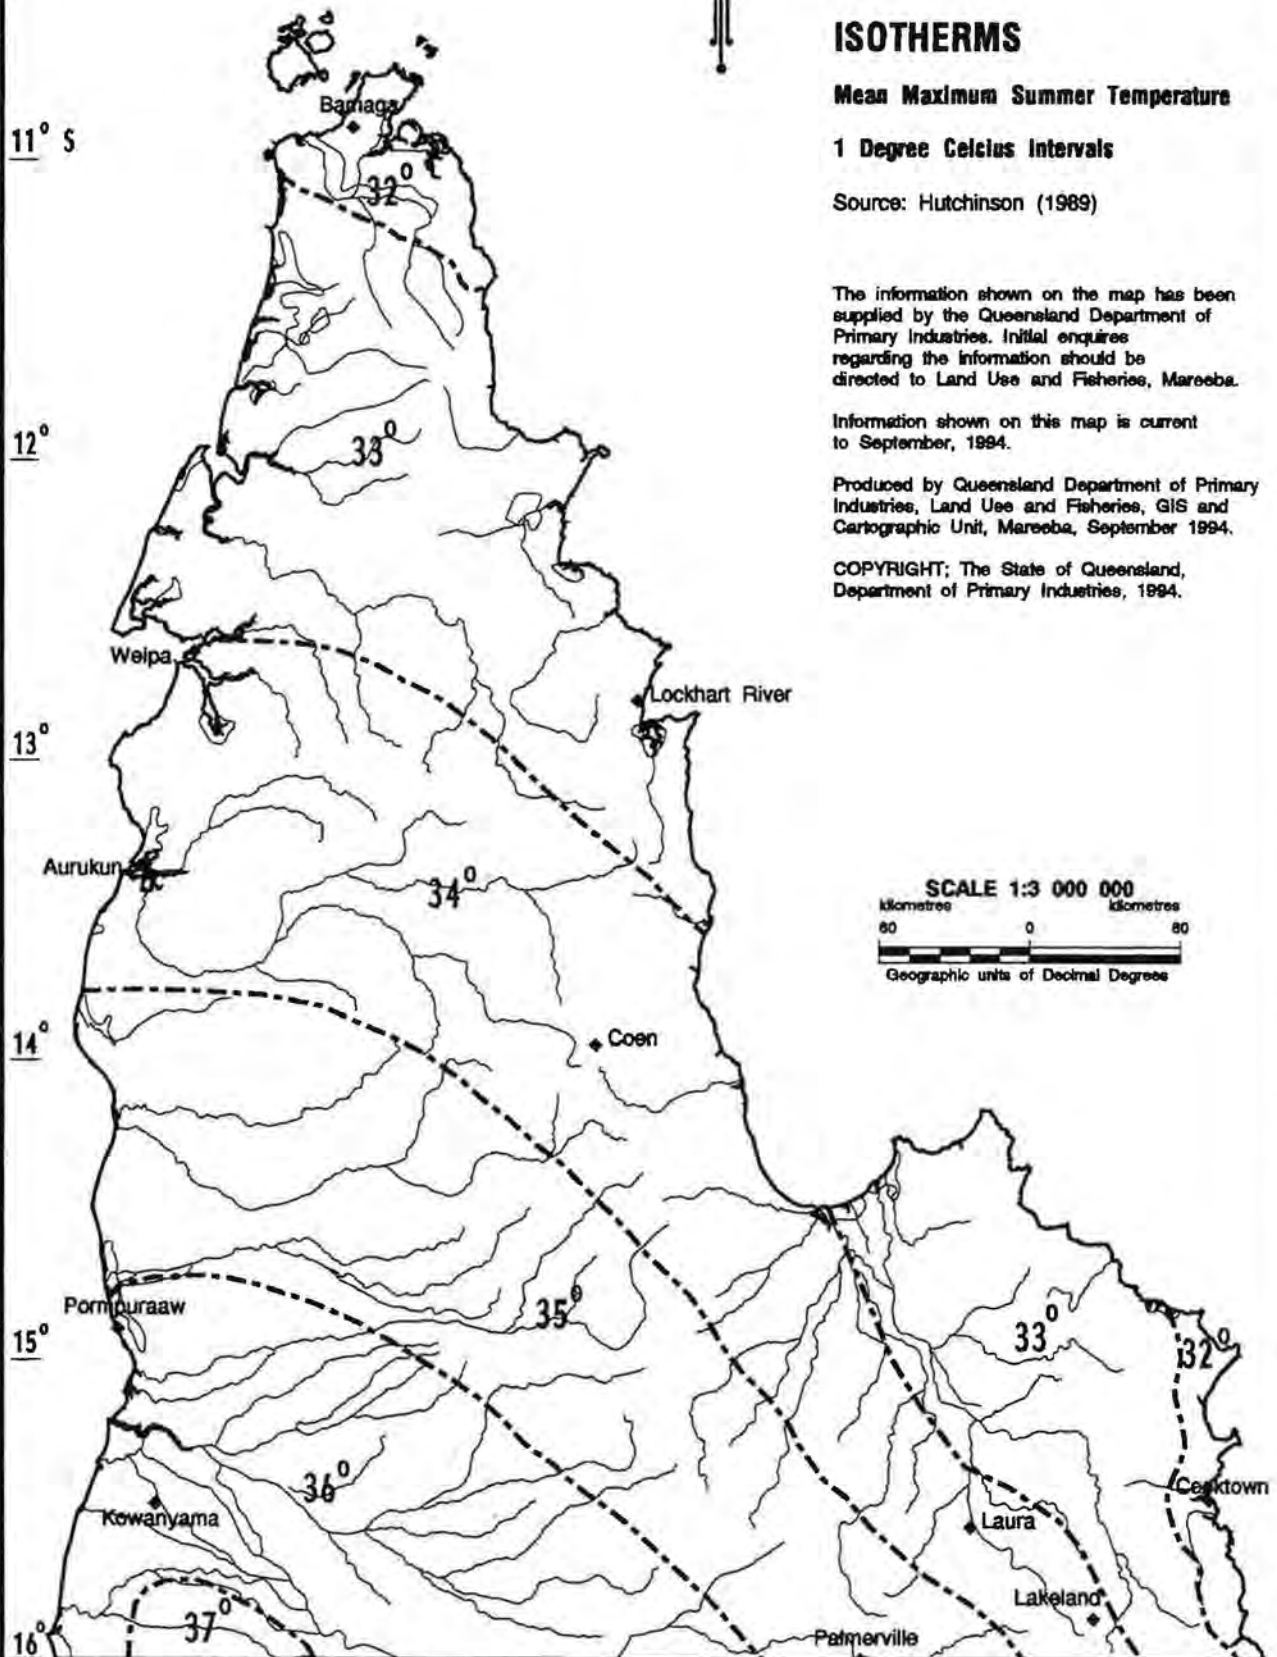 ISOTHERMS
Mean Maximum Summer Temperature
1 Degree Celcius Intervals
Source: Hutchinson (1989)
The information shown on the map has been
supplied by the Queensland Department of
Primary Industries. Initial enquires
regarding the information should be
directed to Land Use and Fisheries, Mareeba.
Information shown on this map is current
to September, 1994.
Produced by Queensland Department of Primary
Industries, Land Use and Fisheries, GIS and
Cartographic Unit, Mareeba, September 1994.
COPYRIGHT; The State of Queensland,
Department of Primary Industries, 1994.
SCALE 1:3 000 000
kilometres kilometres
60 0 60
Geographic units of Decimal Degrees
11° S
12°
13°
14°
15°
16°
Bamaga
32°
33°
Weipa
Lockhart River
Aurukun
34°
Coen
Pormpuraaw
35°
33°
32°
36°
Cooktown
Kowanyama
Laura
Lakeland
37°
Palmerville